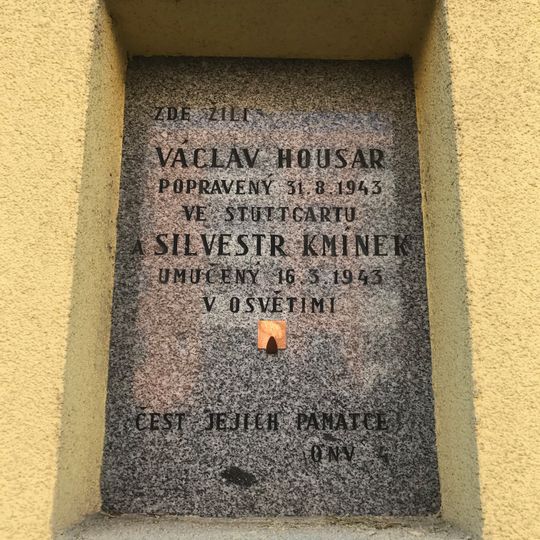 ZDE ŽILI
VÁCLAV HOUSAR
POPRAVENÝ 31.8.1943
VE STUTTGARTU
A SILVESTR KMÍNEK
UMUČENÝ 16.3.1943
V OSVĚTIMI
ČEST JEJICH PAMÁTCE
ONV 4